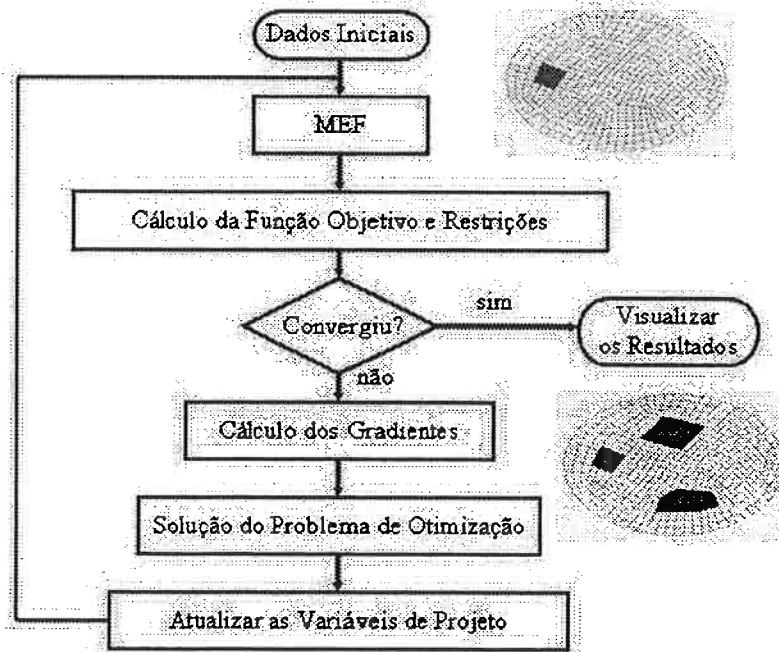 Dados Iniciais
MEF
Cálculo da Função Objetivo e Restrições
Convergiu?
sim
Visualizar
os Resultados
não
Cálculo dos Gradientes
Solução do Problema de Otimização
Atualizar as Variáveis de Projeto